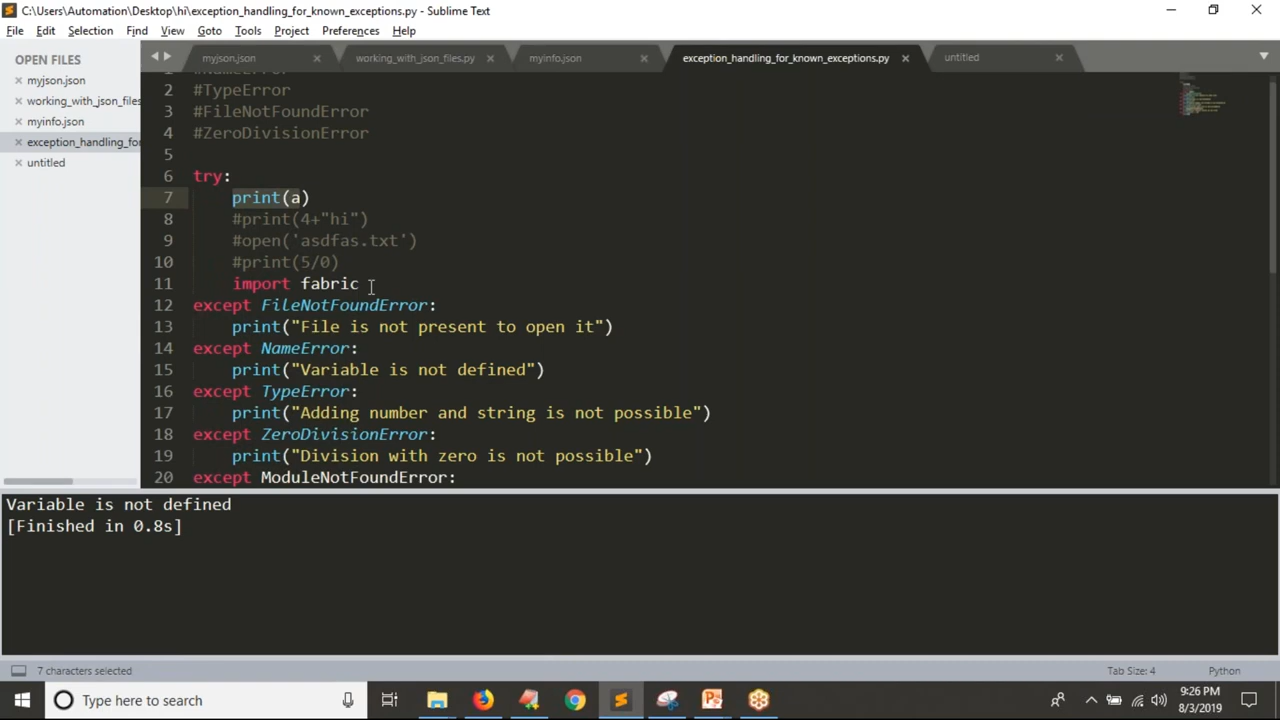 C:\Users\Automation\Desktop\hi\exception_handling_for_known_exceptions.py - Sublime Text
File Edit Selection View Goto Tools Project Preferences Help
OPEN FILES
myjson.json
working_with_json_files
myinfo.json
exception_handling_for
untitled
myjson.json
working_with_json_files.py
myinfo.json
exception_handling_for_known_exceptions.py
untitled
1 #NameError
2 #TypeError
3 #FileNotFoundError
4 #ZeroDivisionError
5
6 try:
7 print(a)
8 #print(4+"hi")
9 #open('asdfas.txt')
10 #print(5/0)
11 import fabric
12 except FileNotFoundError:
13 print("File is not present to open it")
14 except NameError:
15 print("Variable is not defined")
16 except TypeError:
17 print("Adding number and string is not possible")
18 except ZeroDivisionError:
19 print("Division with zero is not possible")
20 except ModuleNotFoundError:
Variable is not defined
[Finished in 0.8s]
7 characters selected
Tab Size: 4
Python
Type here to search
9:26 PM
8/3/2019